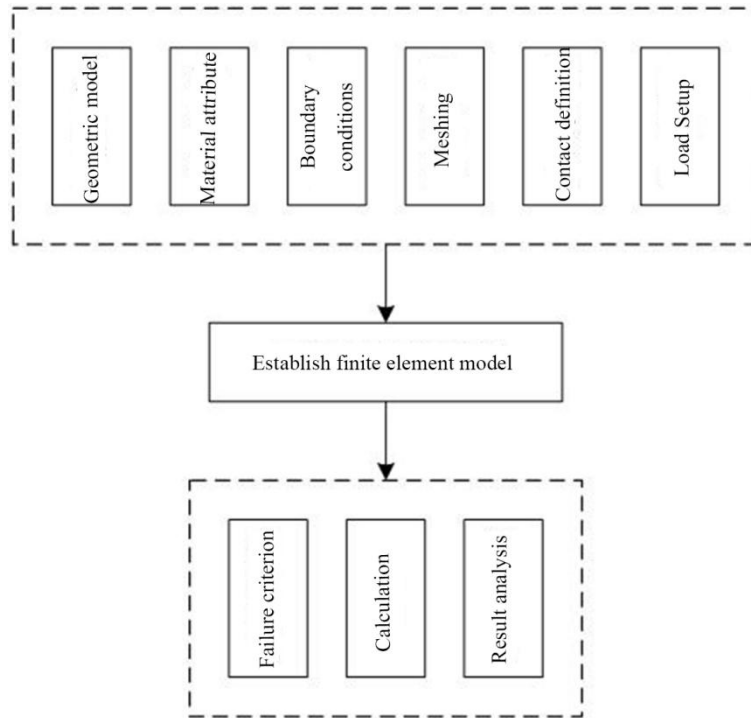 Geometric model
Material attribute
Boundary
conditions
Meshing
Contact definition
Load Setup
Establish finite element model
Failure criterion
Calculation
Result analysis